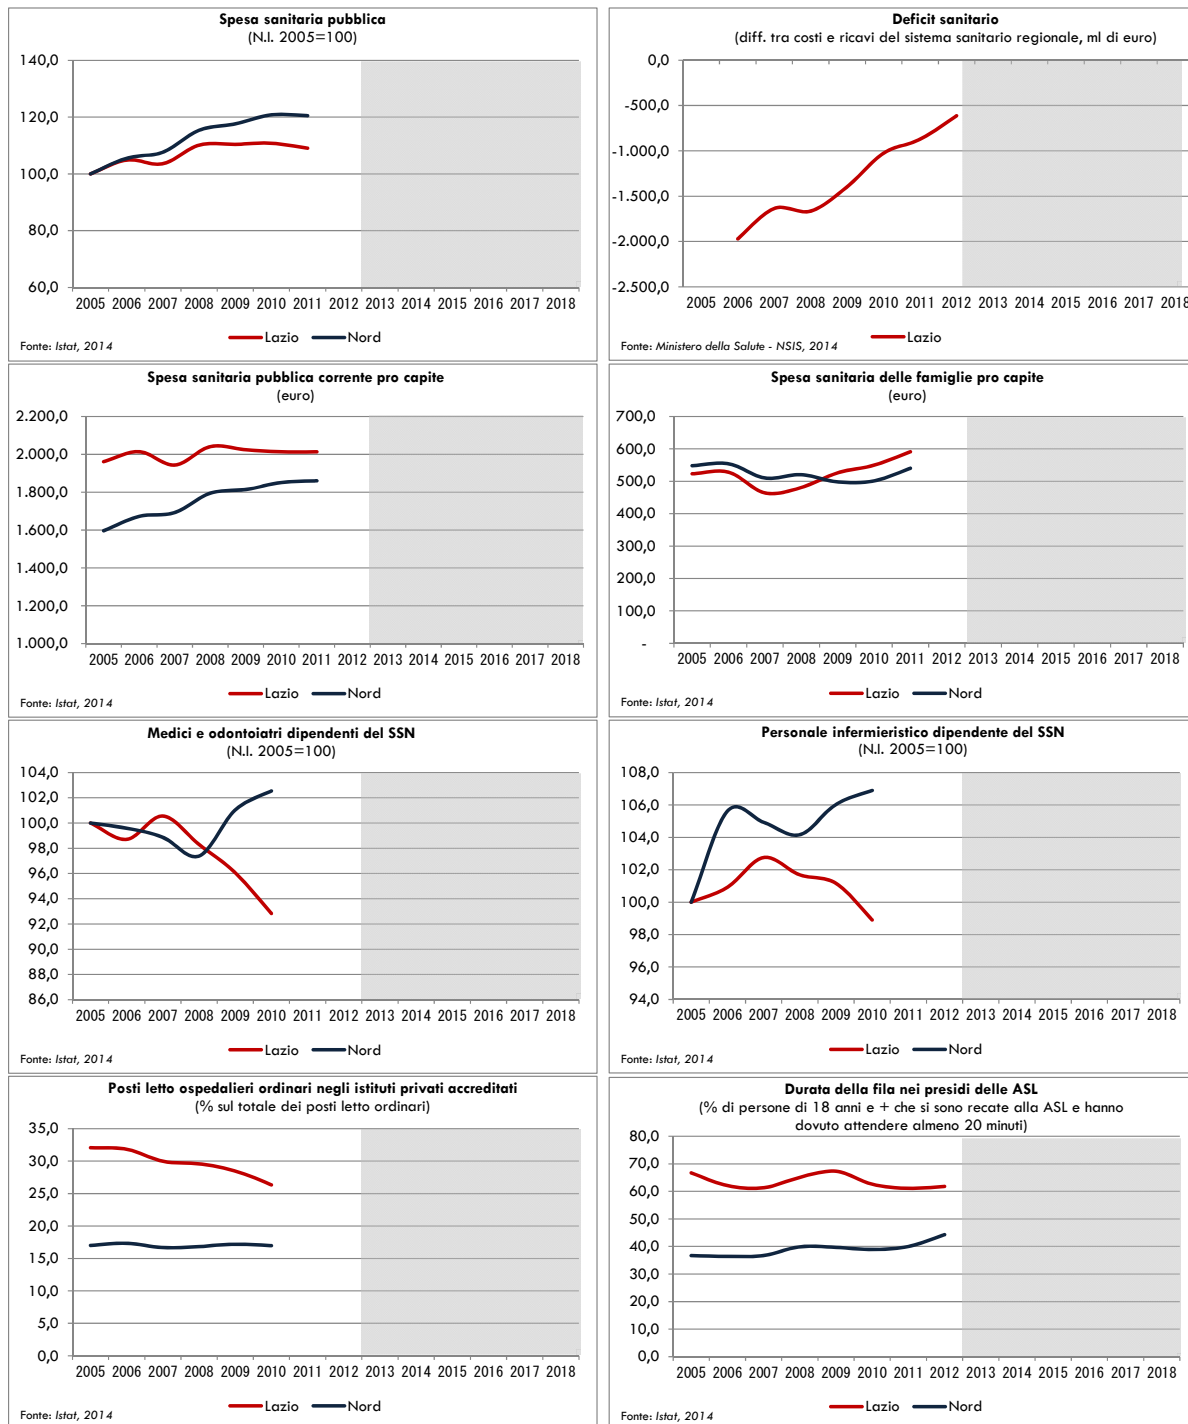 Spesa sanitaria pubblica
(N.I. 2005=100)
140,0
120,0
100,0
80,0
60,0
2005 2006 2007 2008 2009 2010 2011 2012 2013 2014 2015 2016 2017 2018
Lazio Nord
Fonte: Istat, 2014
Deficit sanitario
(diff. tra costi e ricavi del sistema sanitario regionale, ml di euro)
0,0
-500,0
-1.000,0
-1.500,0
-2.000,0
-2.500,0
2005 2006 2007 2008 2009 2010 2011 2012 2013 2014 2015 2016 2017 2018
Lazio
Fonte: Ministero della Salute - NSIS, 2014
Spesa sanitaria pubblica corrente pro capite
(euro)
2.200,0
2.000,0
1.800,0
1.600,0
1.400,0
1.200,0
1.000,0
2005 2006 2007 2008 2009 2010 2011 2012 2013 2014 2015 2016 2017 2018
Lazio Nord
Fonte: Istat, 2014
Spesa sanitaria delle famiglie pro capite
(euro)
700,0
600,0
500,0
400,0
300,0
200,0
100,0
-
2005 2006 2007 2008 2009 2010 2011 2012 2013 2014 2015 2016 2017 2018
Lazio Nord
Fonte: Istat, 2014
Medici e odontoiatri dipendenti del SSN
(N.I. 2005=100)
104,0
102,0
100,0
98,0
96,0
94,0
92,0
90,0
88,0
86,0
2005 2006 2007 2008 2009 2010 2011 2012 2013 2014 2015 2016 2017 2018
Lazio Nord
Fonte: Istat, 2014
Personale infermieristico dipendente del SSN
(N.I. 2005=100)
108,0
106,0
104,0
102,0
100,0
98,0
96,0
94,0
2005 2006 2007 2008 2009 2010 2011 2012 2013 2014 2015 2016 2017 2018
Lazio Nord
Fonte: Istat, 2014
Posti letto ospedalieri ordinari negli istituti privati accreditati
(% sul totale dei posti letto ordinari)
35,0
30,0
25,0
20,0
15,0
10,0
5,0
0,0
2005 2006 2007 2008 2009 2010 2011 2012 2013 2014 2015 2016 2017 2018
Lazio Nord
Fonte: Istat, 2014
Durata della fila nei presidi delle ASL
(% di persone di 18 anni e + che si sono recate alla ASL e hanno
dovuto attendere almeno 20 minuti)
80,0
70,0
60,0
50,0
40,0
30,0
20,0
10,0
0,0
2005 2006 2007 2008 2009 2010 2011 2012 2013 2014 2015 2016 2017 2018
Lazio Nord
Fonte: Istat, 2014